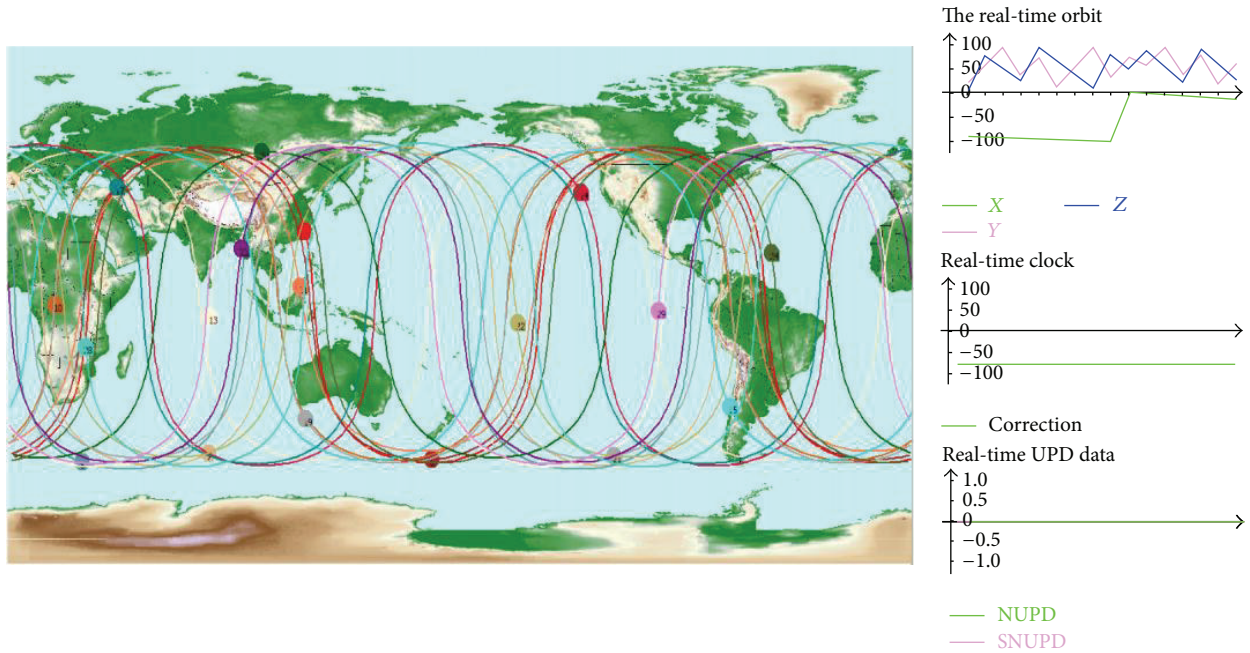 The real-time orbit
100
50
0
−50
−100
X
Z
Y
Real-time clock
100
50
0
−50
−100
Correction
Real-time UPD data
1.0
0.5
0
−0.5
−1.0
NUPD
SNUPD
13